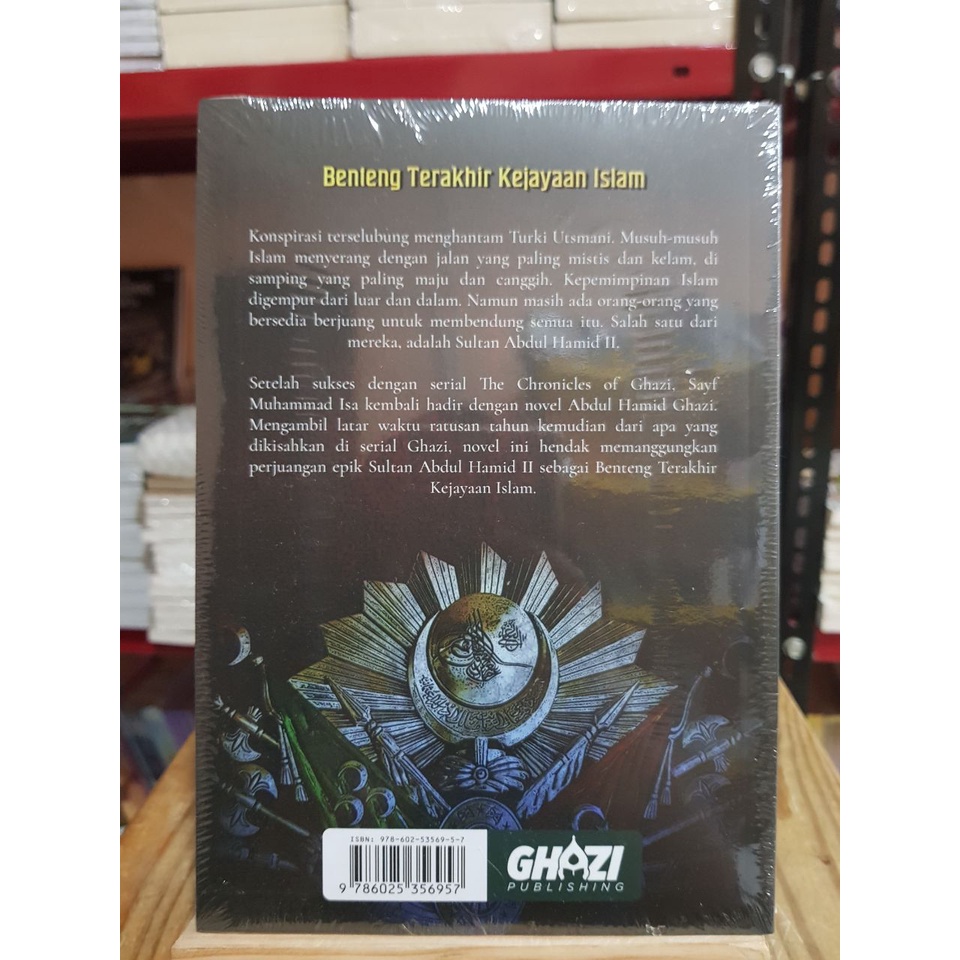 Benteng Terakhir Kejayaan Islam
Konspirasi terselubung menghantam Turki Utsmani. Musuh-musuh
Islam menyerang dengan jalan yang paling mistis dan kelam, di
samping yang paling maju dan canggih. Kepemimpinan Islam
digempur dari luar dan dalam. Namun masih ada orang-orang yang
bersedia berjuang untuk membendung semua itu. Salah satu dari
mereka, adalah Sultan Abdul Hamid II.
Setelah sukses dengan serial The Chronicles of Ghazi, Sayf
Muhammad Isa kembali hadir dengan novel Abdul Hamid Ghazi.
Mengambil latar waktu ratusan tahun kemudian dari apa yang
dikisahkan di serial Ghazi, novel ini hendak memanggungkan
perjuangan epik Sultan Abdul Hamid II sebagai Benteng Terakhir
Kejayaan Islam.
ISBN: 978-602-53569-5-7
9 786025 356957
GHAZI
PUBLISHING